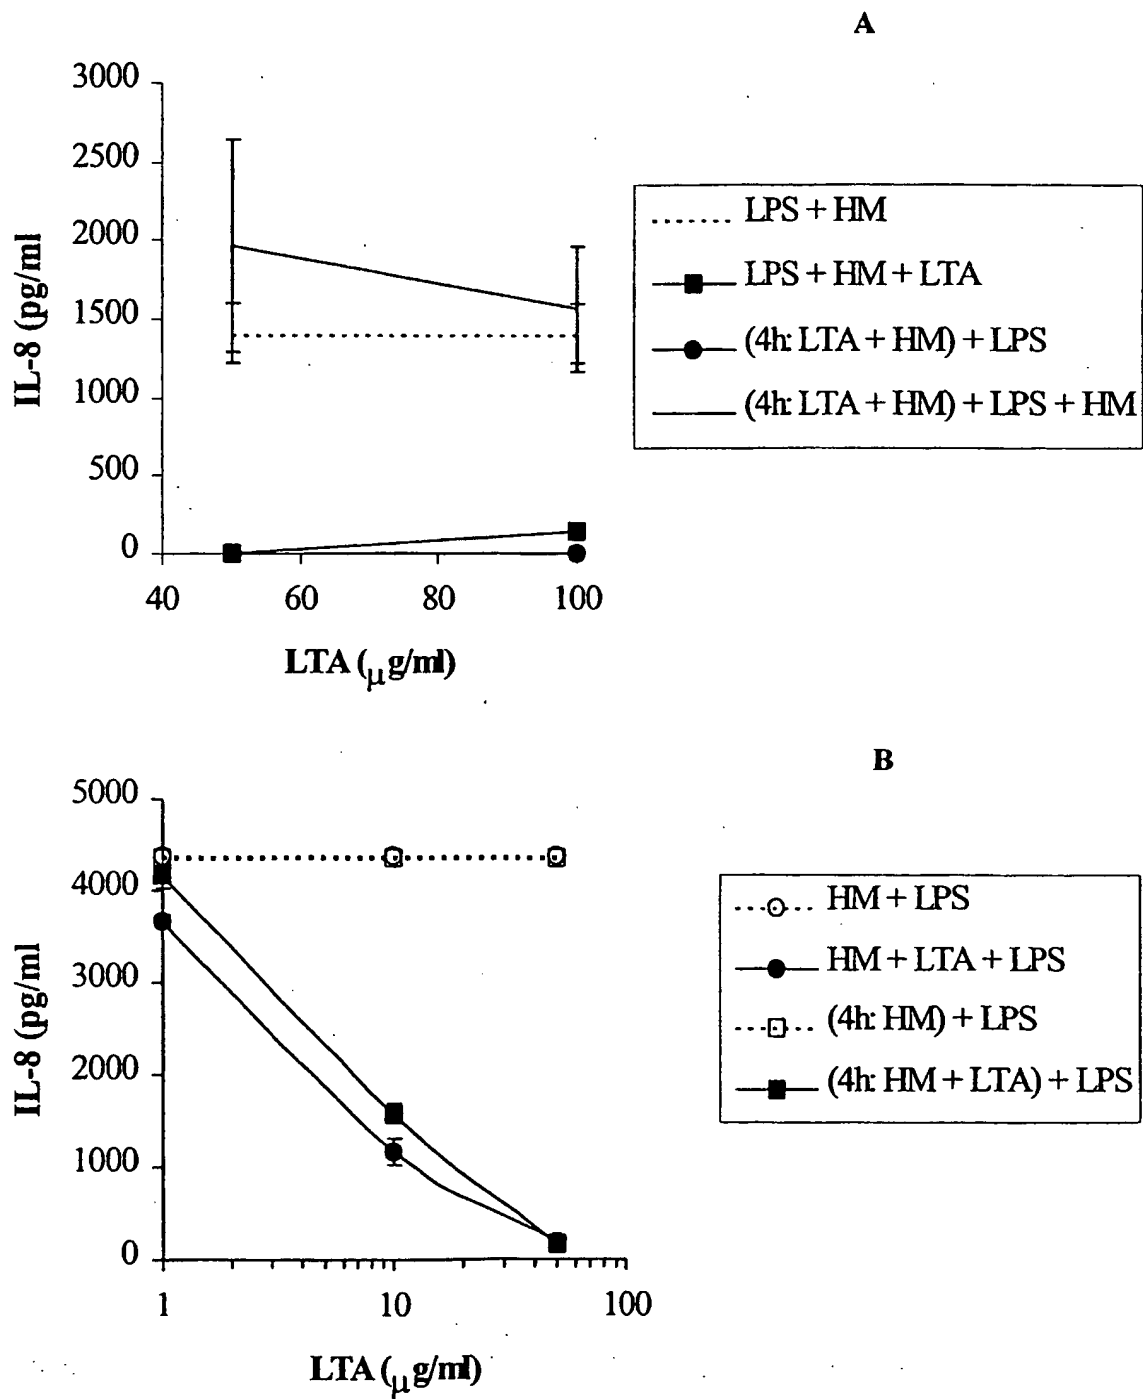 A
3000
2500
2000
1500
1000
500
0
IL-8 (pg/ml)
40 60 80 100
LTA (μg/ml)
LPS + HM
LPS + HM + LTA
(4h: LTA + HM) + LPS
(4h: LTA + HM) + LPS + HM
B
5000
4000
3000
2000
1000
0
IL-8 (pg/ml)
1 10 100
LTA (μg/ml)
HM + LPS
HM + LTA + LPS
(4h: HM) + LPS
(4h: HM + LTA) + LPS